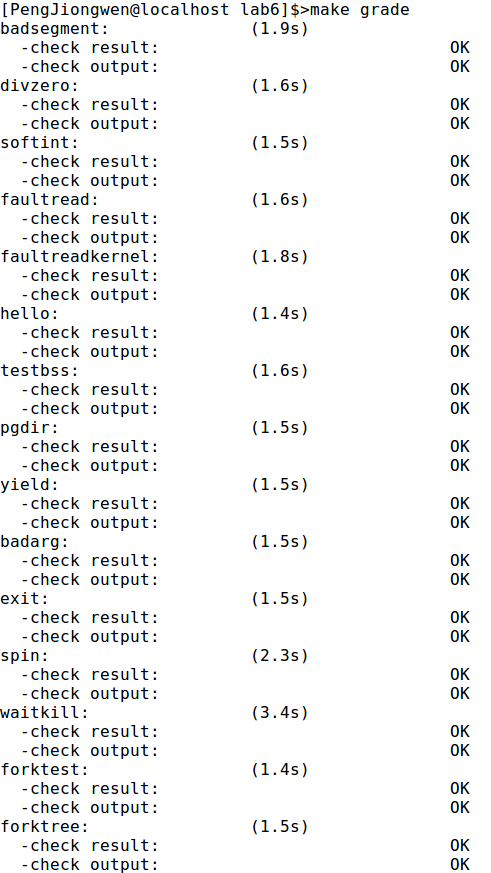 [PengJiongwen@localhost lab6]$>make grade
badsegment:              (1.9s)
  -check result:                             OK
  -check output:                             OK
divzero:                 (1.6s)
  -check result:                             OK
  -check output:                             OK
softint:                 (1.5s)
  -check result:                             OK
  -check output:                             OK
faultread:               (1.6s)
  -check result:                             OK
  -check output:                             OK
faultreadkernel:         (1.8s)
  -check result:                             OK
  -check output:                             OK
hello:                   (1.4s)
  -check result:                             OK
  -check output:                             OK
testbss:                 (1.6s)
  -check result:                             OK
  -check output:                             OK
pgdir:                   (1.5s)
  -check result:                             OK
  -check output:                             OK
yield:                   (1.5s)
  -check result:                             OK
  -check output:                             OK
badarg:                  (1.5s)
  -check result:                             OK
  -check output:                             OK
exit:                    (1.5s)
  -check result:                             OK
  -check output:                             OK
spin:                    (2.3s)
  -check result:                             OK
  -check output:                             OK
waitkill:                (3.4s)
  -check result:                             OK
  -check output:                             OK
forktest:                (1.4s)
  -check result:                             OK
  -check output:                             OK
forktree:                (1.5s)
  -check result:                             OK
  -check output:                             OK